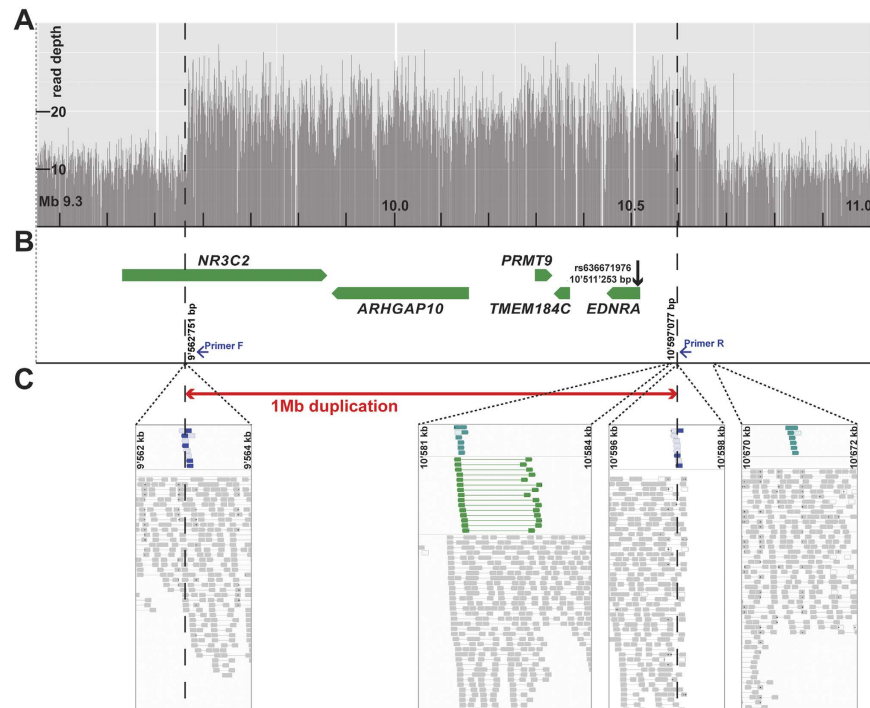 A
read depth
20
10
Mb 9.3
10.0
10.5
11.0
B
NR3C2
PRMT9
rs636671976
10'511'253 bp
ARHGAP10
TMEM184C
EDNRA
9'562'751 bp
Primer F
10'597'077 bp
Primer R
C
1Mb duplication
9'562 kb
9'564 kb
10'581 kb
10'584 kb
10'596 kb
10'598 kb
10'670 kb
10'672 kb